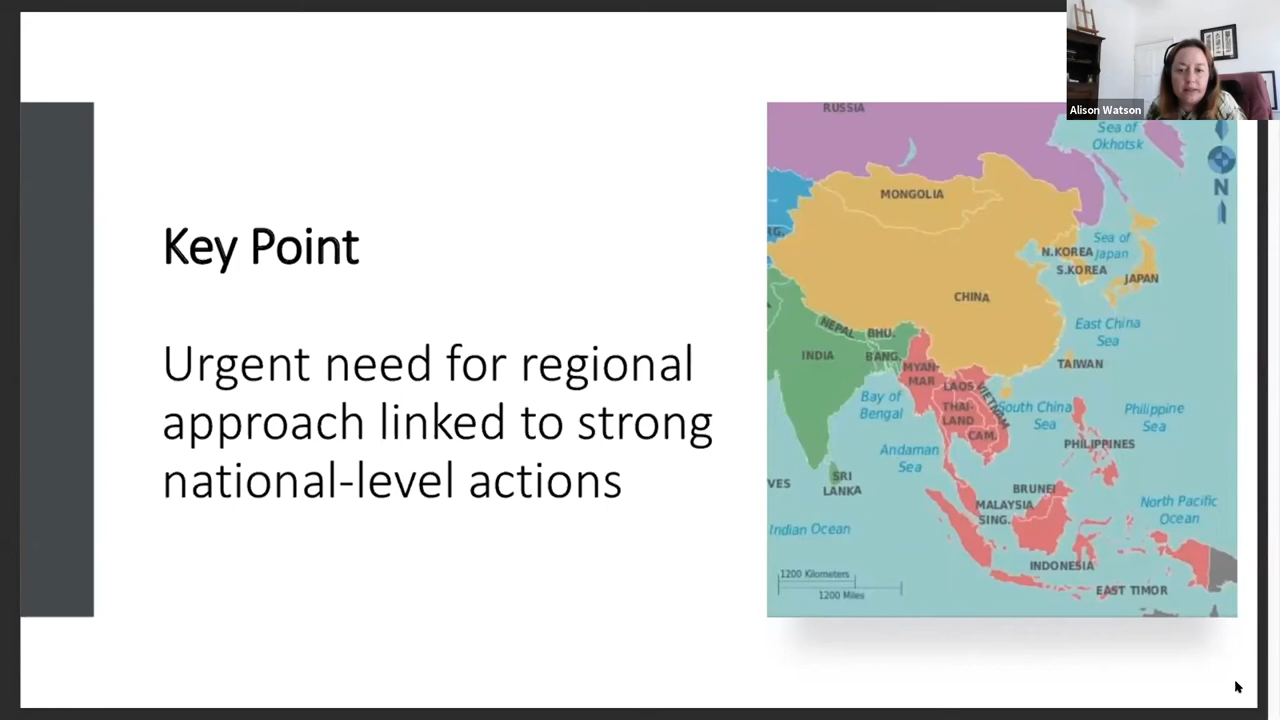 Alison Watson
Key Point
Urgent need for regional
approach linked to strong
national-level actions
RUSSIA
Sea of
Okhotsk
MONGOLIA
N
RG.
N.KOREA
Sea of
Japan
S.KOREA
JAPAN
CHINA
East China
Sea
NEPAL
BHU.
INDIA
BANG.
TAIWAN
MYAN-
MAR
LAOS
VIETNAM
Bay of
Bengal
THAI-
LAND
South China
Sea
Philippine
Sea
CAM.
PHILIPPINES
Andaman
Sea
VES
SRI
LANKA
BRUNEI
MALAYSIA
SING.
North Pacific
Ocean
Indian Ocean
INDONESIA
1200 Kilometers
1200 Miles
EAST TIMOR